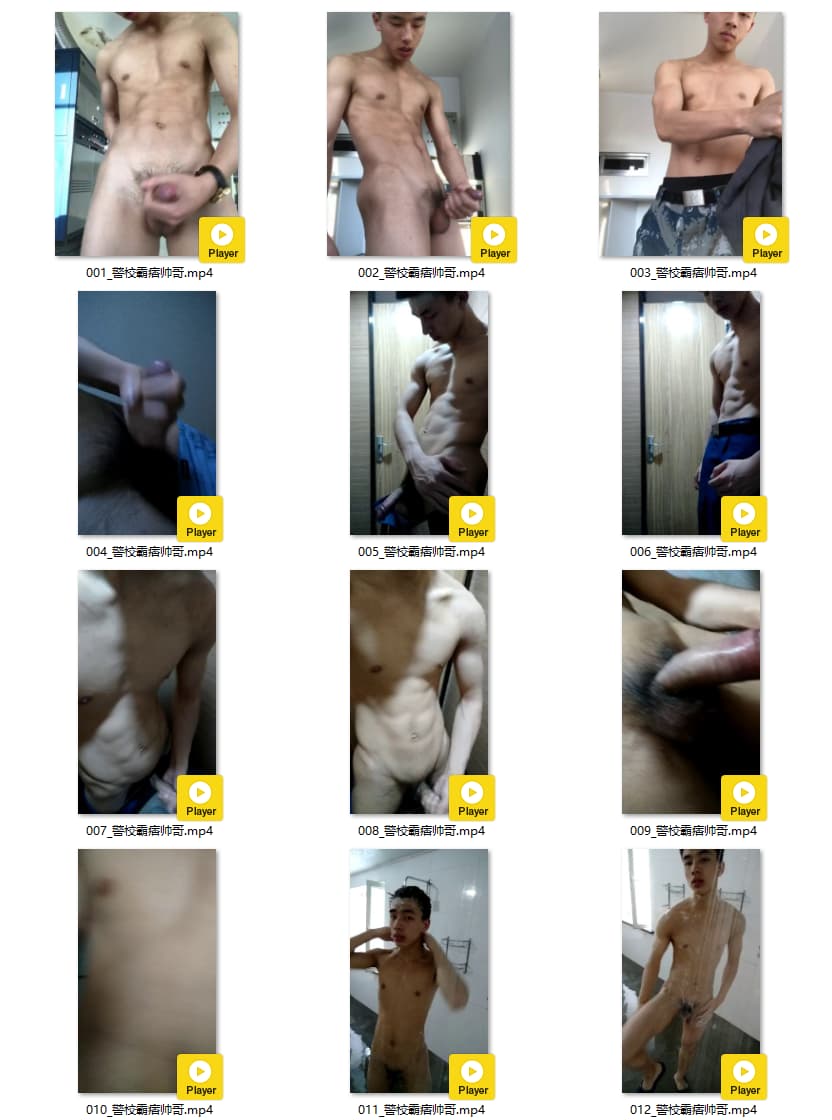 Player
Player
Player
001_警校霸痞帅哥.mp4
002_警校霸痞帅哥.mp4
003_警校霸痞帅哥.mp4
Player
Player
Player
004_警校霸痞帅哥.mp4
005_警校霸痞帅哥.mp4
006_警校霸痞帅哥.mp4
Player
Player
Player
007_警校霸痞帅哥.mp4
008_警校霸痞帅哥.mp4
009_警校霸痞帅哥.mp4
Player
Player
Player
010_警校霸痞帅哥.mp4
011_警校霸痞帅哥.mp4
012_警校霸痞帅哥.mp4